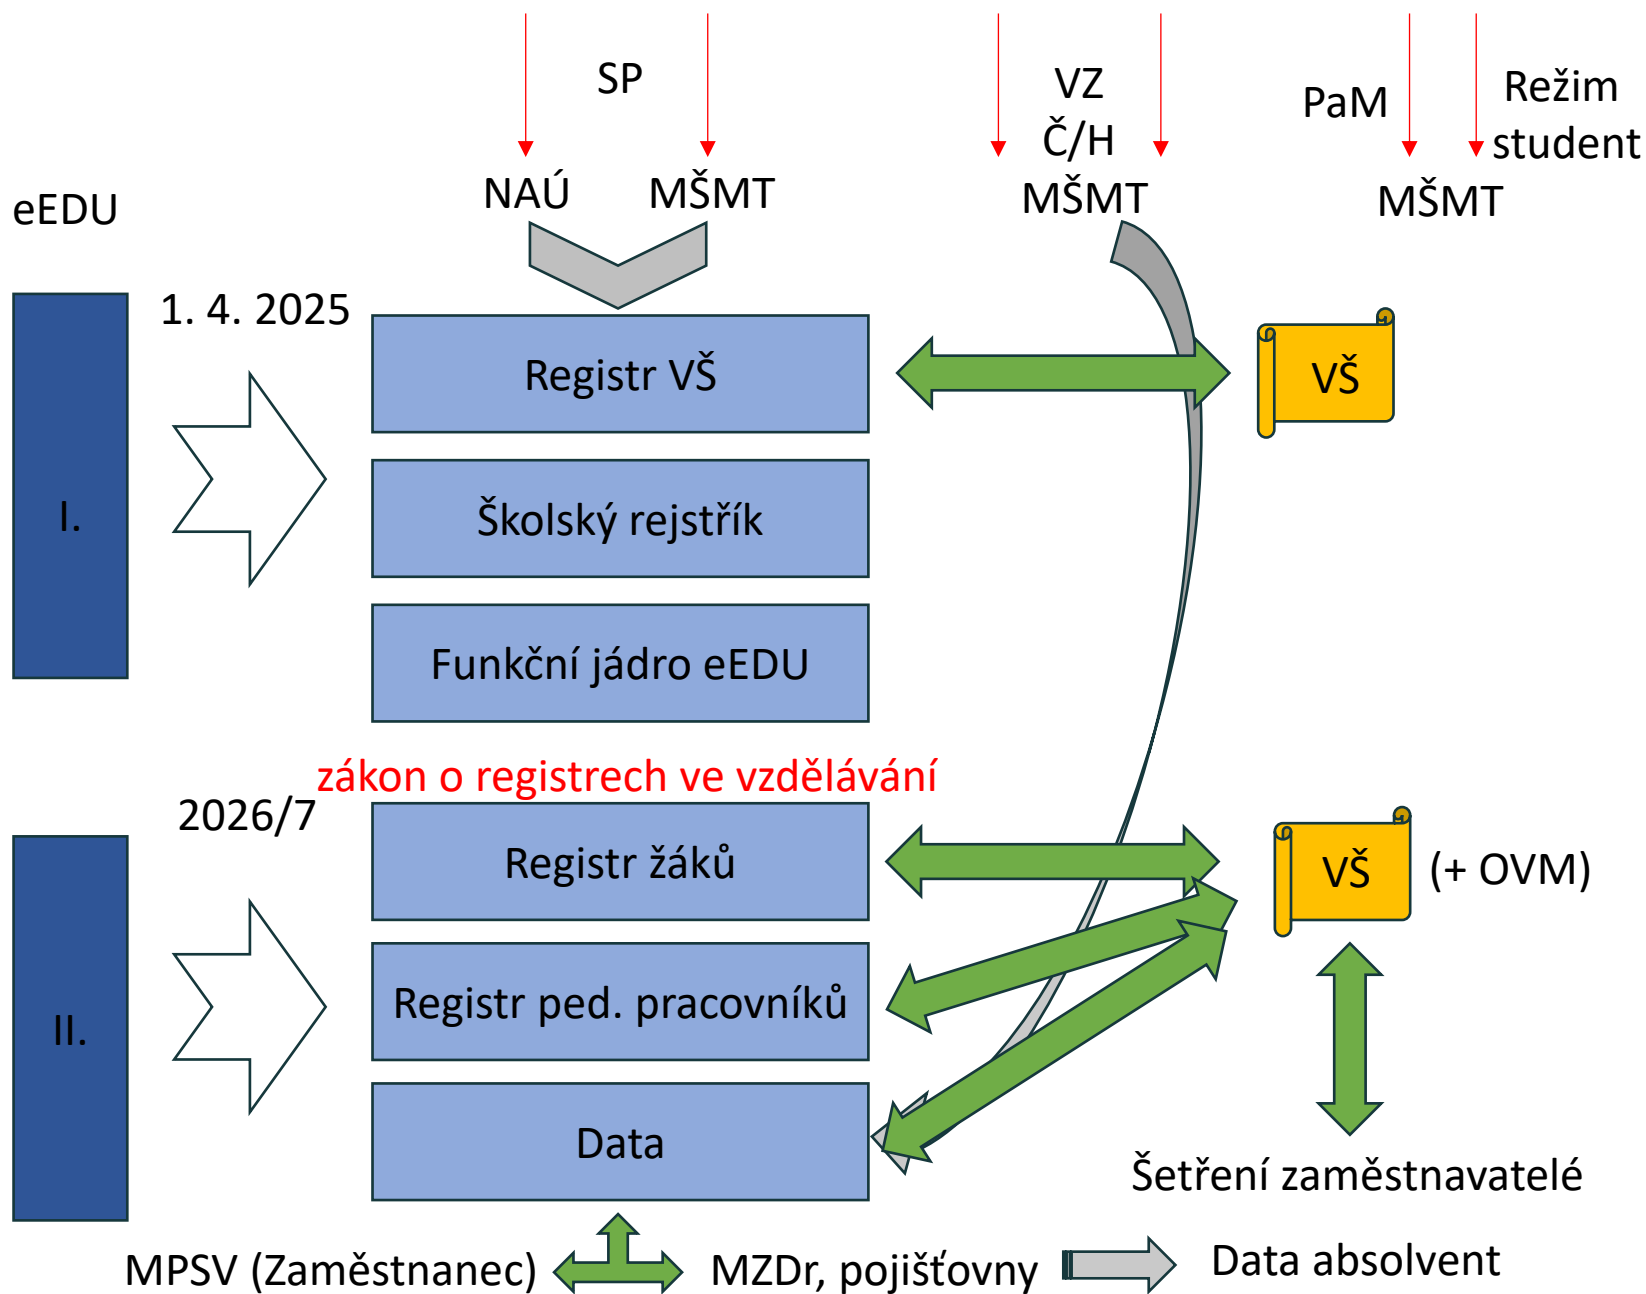 SP
VZ
Č/H
PaM
Režim
student
NAÚ
MŠMT
MŠMT
MŠMT
eEDU
1. 4. 2025
I.
Registr VŠ
VŠ
Školský rejstřík
Funkční jádro eEDU
zákon o registrech ve vzdělávání
2026/7
II.
Registr žáků
VŠ
(+ OVM)
Registr ped. pracovníků
Data
Šetření zaměstnavatelé
MPSV (Zaměstnanec)
MZDr, pojišťovny
Data absolvent